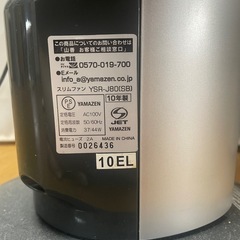 この商品についてのお問い合わせは
「山善 お客様ご相談窓口」
●お電話
0570-019-700
●Eメール
info_e@yamazen.co.jp
スリムファン YSR-J80(SB)
10年製
PSE YAMAZEN
定格電圧 AC100V
定格周波数 50/60Hz
消費電力 37/44W
JET
電流ヒューズ:2A MADE IN CHINA
製造番号 0026436
10EL